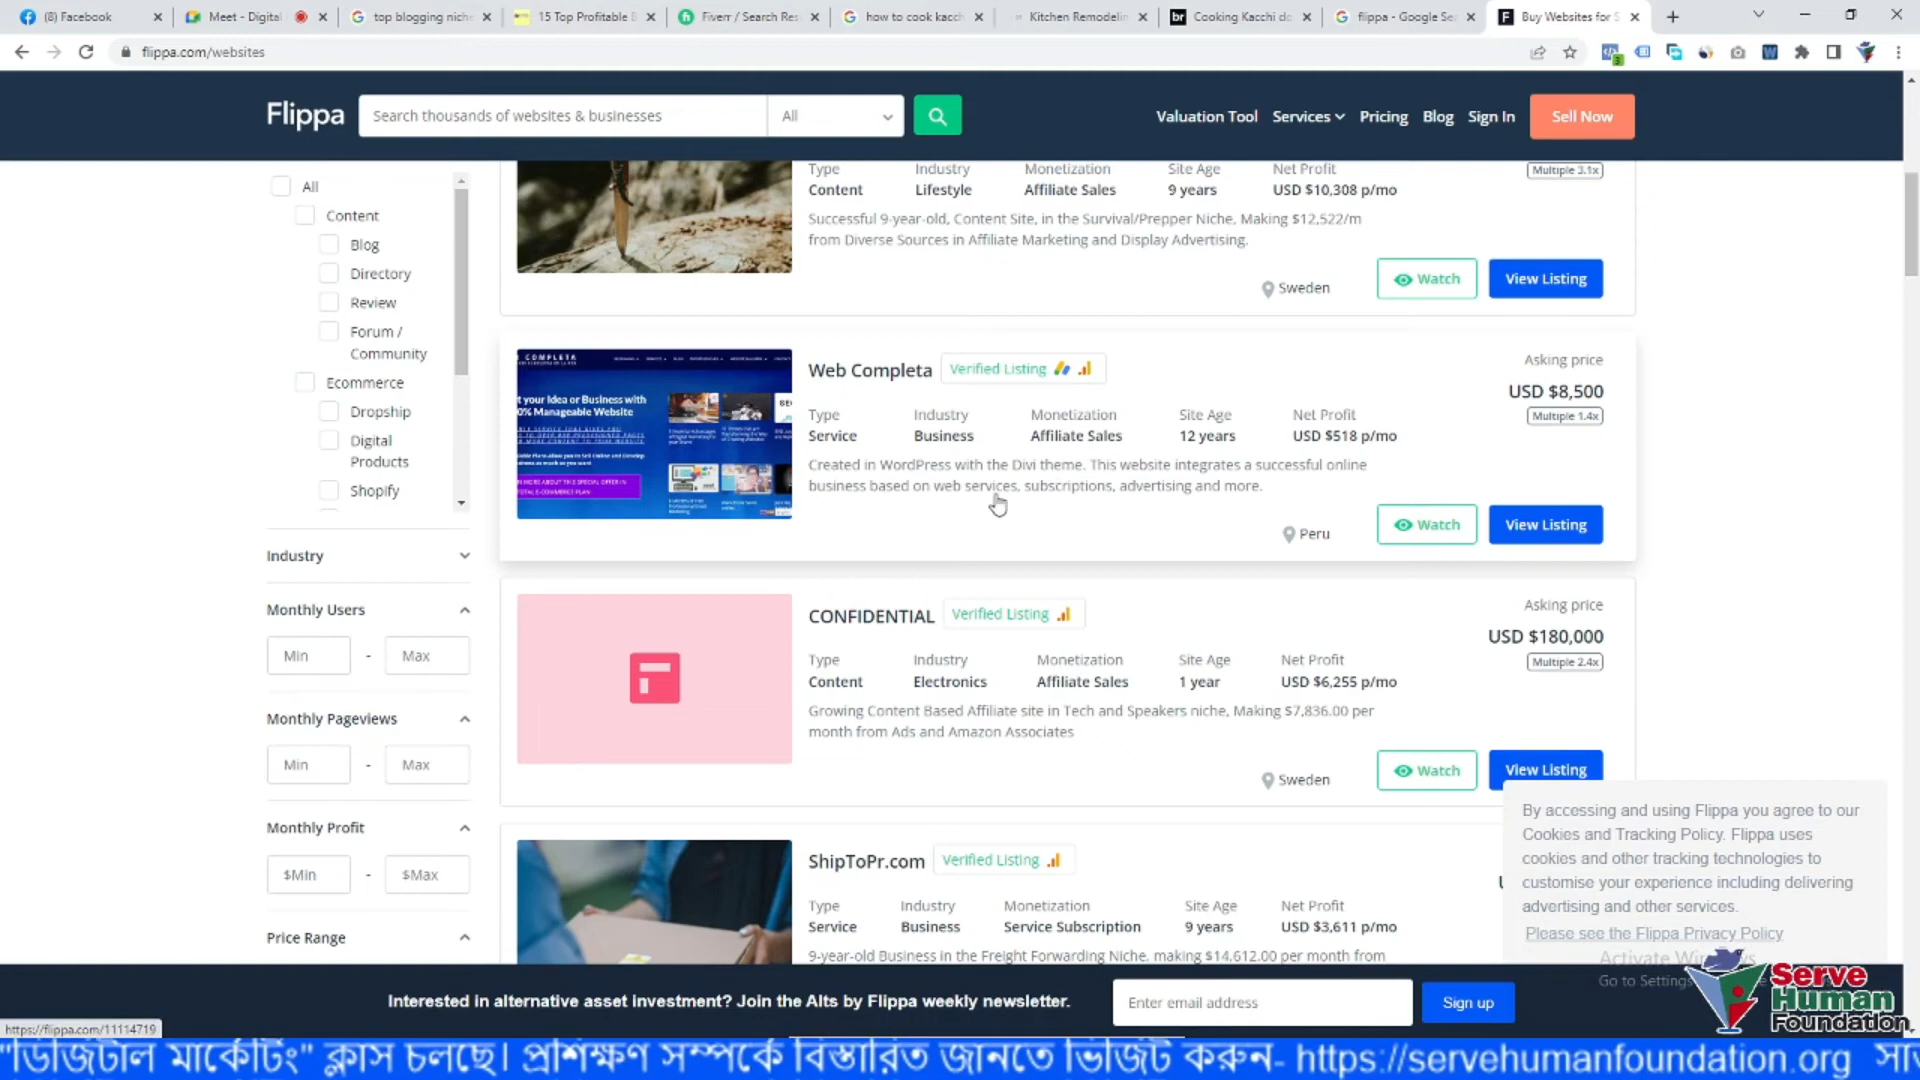 (8) Facebook
Meet - Digital
top blogging nich
15 Top Profitable B
Fiverr / Search Res
how to cook kacch
Kitchen Remodelin
Cooking Kacchi d
flippa - Google Se
Buy Websites for S
flippa.com/websites
Flippa
Search thousands of websites & businesses
All
Valuation Tool
Services
Pricing
Blog
Sign In
Sell Now
All
Content
Blog
Directory
Review
Forum /
Community
Ecommerce
Dropship
Digital
Products
Shopify
Industry
Monthly Users
Min - Max
Monthly Pageviews
Min - Max
Monthly Profit
$Min - $Max
Price Range
Type Industry Monetization Site Age Net Profit
Content Lifestyle Affiliate Sales 9 years USD $10,308 p/mo
Multiple 3.1x
Successful 9-year-old, Content Site, in the Survival/Prepper Niche, Making $12,522/m
from Diverse Sources in Affiliate Marketing and Display Advertising.
Sweden
Watch
View Listing
COMPLETA
t your Idea or Business with
0% Manageable Website
Web Completa Verified Listing
Asking price
USD $8,500
Multiple 1.4x
Type Industry Monetization Site Age Net Profit
Service Business Affiliate Sales 12 years USD $518 p/mo
Created in WordPress with the Divi theme. This website integrates a successful online
business based on web services, subscriptions, advertising and more.
Peru
Watch
View Listing
CONFIDENTIAL Verified Listing
Asking price
USD $180,000
Multiple 2.4x
Type Industry Monetization Site Age Net Profit
Content Electronics Affiliate Sales 1 year USD $6,255 p/mo
Growing Content Based Affiliate site in Tech and Speakers niche, Making $7,836.00 per
month from Ads and Amazon Associates
Sweden
Watch
View Listing
ShipToPr.com Verified Listing
Type Industry Monetization Site Age Net Profit
Service Business Service Subscription 9 years USD $3,611 p/mo
9-year-old Business in the Freight Forwarding Niche, making $14,612.00 per month from
By accessing and using Flippa you agree to our
Cookies and Tracking Policy. Flippa uses
cookies and other tracking technologies to
customise your experience including delivering
advertising and other services.
Please see the Flippa Privacy Policy
Activate Windows
Go to Settings
Interested in alternative asset investment? Join the Alts by Flippa weekly newsletter.
Enter email address
Sign up
Serve
Human
Foundation
https://flippa.com/11114719
"ডিজিটাল মার্কেটিং" ক্লাস চলছে। প্রশিক্ষণ সম্পর্কে বিস্তারিত জানতে ভিজিট করুন- https://servehumanfoundation.org